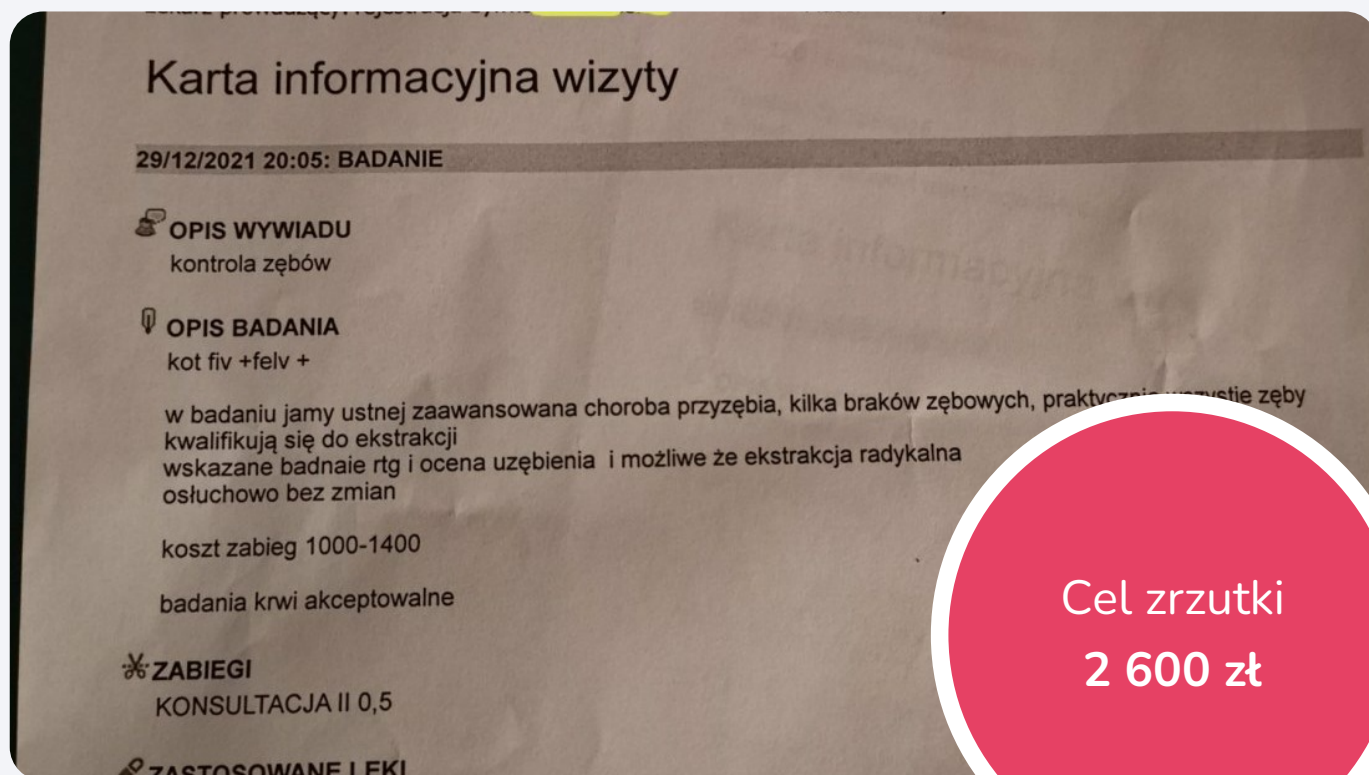 Karta informacyjna wizyty
29/12/2021 20:05: BADANIE
OPIS WYWIADU
kontrola zębów
OPIS BADANIA
kot fiv +felv +
w badaniu jamy ustnej zaawansowana choroba przyzębia, kilka braków zębowych, zęby
kwalifikują się do ekstrakcji
wskazane badnaie rtg i ocena uzębienia i możliwe że ekstrakcja radykalna
osłuchowo bez zmian
koszt zabieg 1000-1400
badania krwi akceptowalne
ZABIEGI
KONSULTACJA II 0,5
ZASTOSOWANE LEKI
Cel zrzutki
2 600 zł